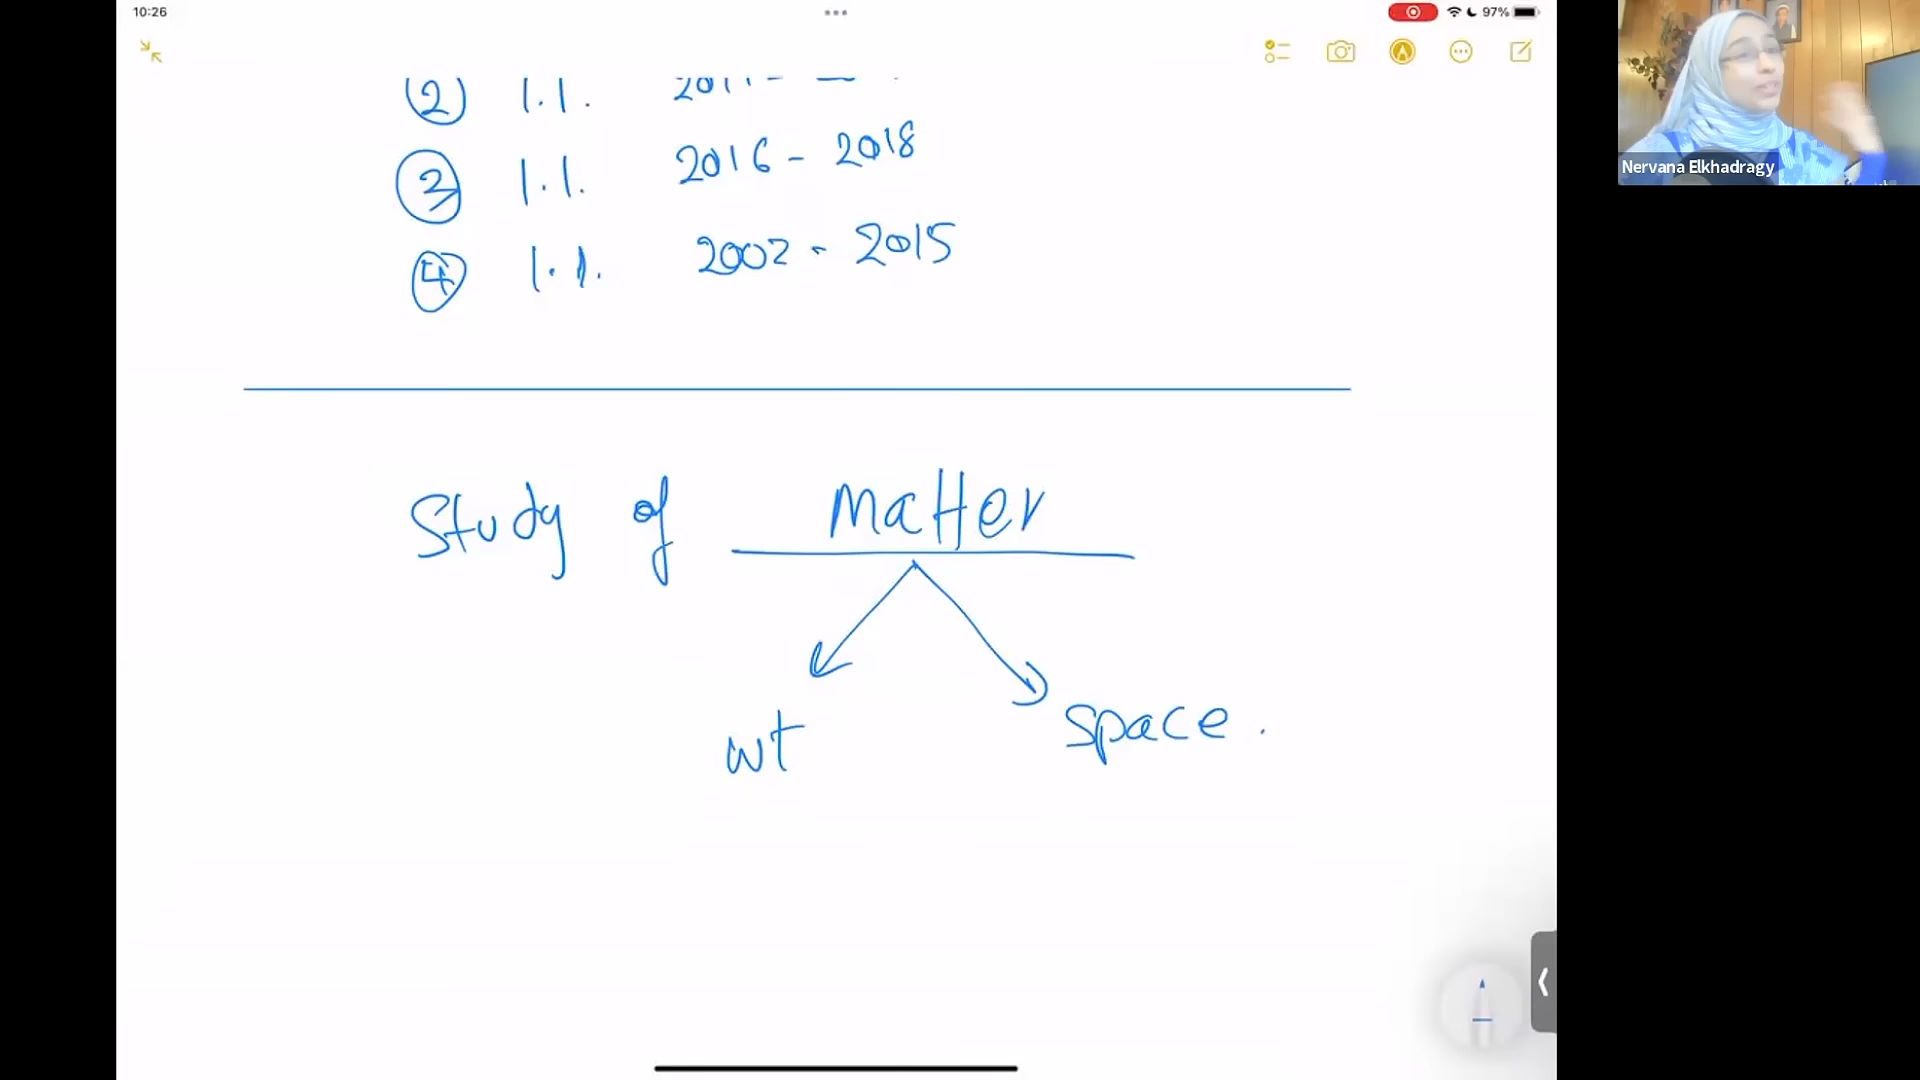 10:26
97%
(2) 1.1. 2011 -
3 1.1. 2016 - 2018
4 1.1. 2002 - 2015
Study of Matter
wt space.
Nervana Elkhadragy